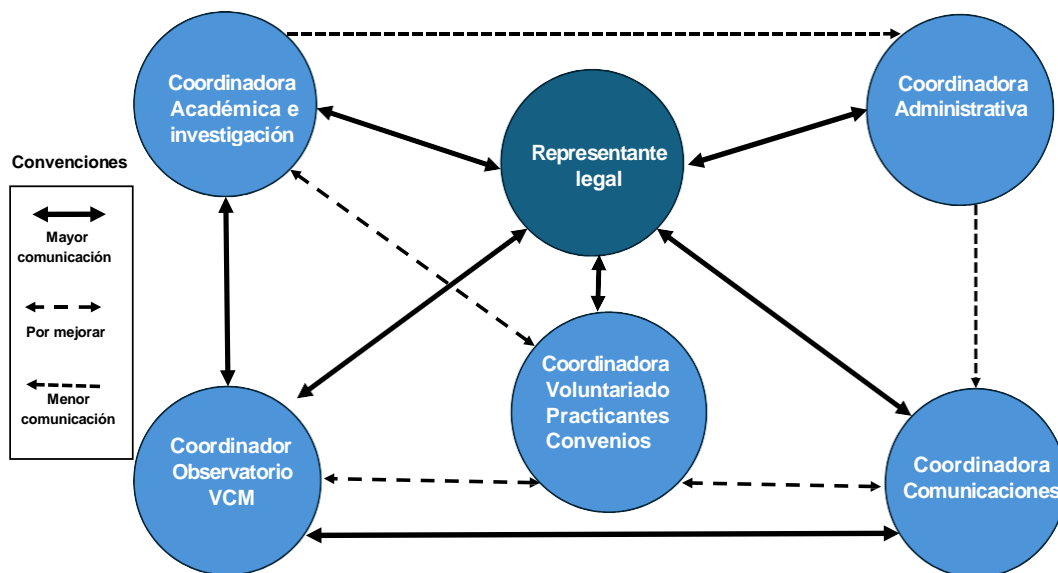 Coordinadora
Académica e
investigación
Coordinadora
Administrativa
Representante
legal
Convenciones
Mayor
comunicación
Por mejorar
Menor
comunicación
Coordinadora
Voluntariado
Practicantes
Convenios
Coordinador
Observatorio
VCM
Coordinadora
Comunicaciones